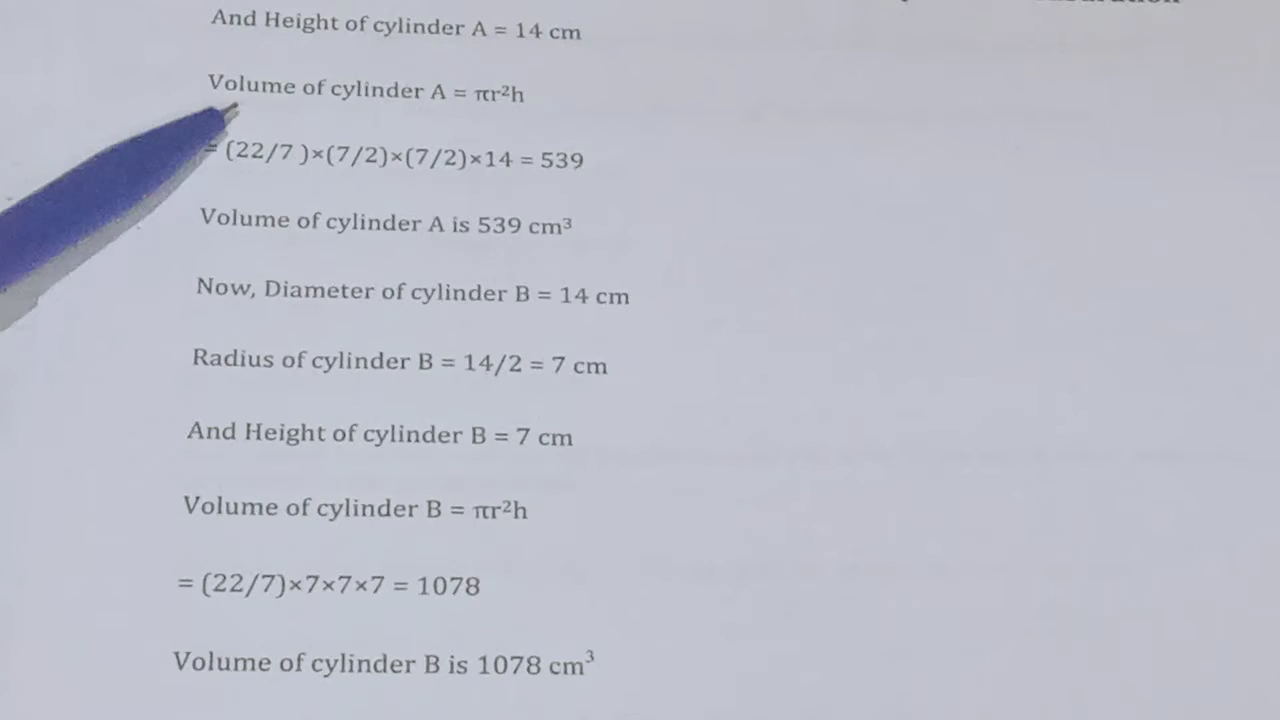 And Height of cylinder A = 14 cm
Volume of cylinder A = πr²h
= (22/7 )×(7/2)×(7/2)×14 = 539
Volume of cylinder A is 539 cm³
Now, Diameter of cylinder B = 14 cm
Radius of cylinder B = 14/2 = 7 cm
And Height of cylinder B = 7 cm
Volume of cylinder B = πr²h
= (22/7)×7×7×7 = 1078
Volume of cylinder B is 1078 cm³